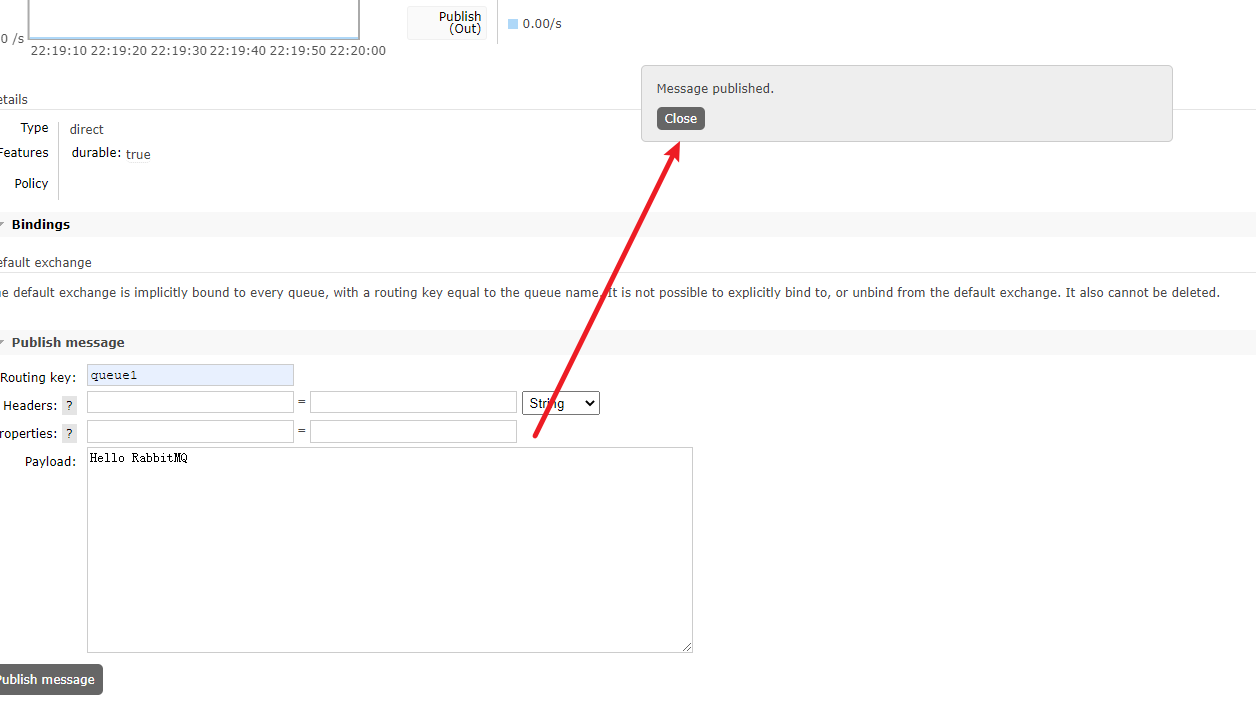 0 /s
22:19:10 22:19:20 22:19:30 22:19:40 22:19:50 22:20:00
Publish
(Out)
0.00/s
Message published.
Close
etails
Type direct
Features durable: true
Policy
Bindings
efault exchange
e default exchange is implicitly bound to every queue, with a routing key equal to the queue name. It is not possible to explicitly bind to, or unbind from the default exchange. It also cannot be deleted.
Publish message
Routing key: queue1
Headers: ? = String
roperties: ? =
Payload: Hello RabbitMQ
Publish message